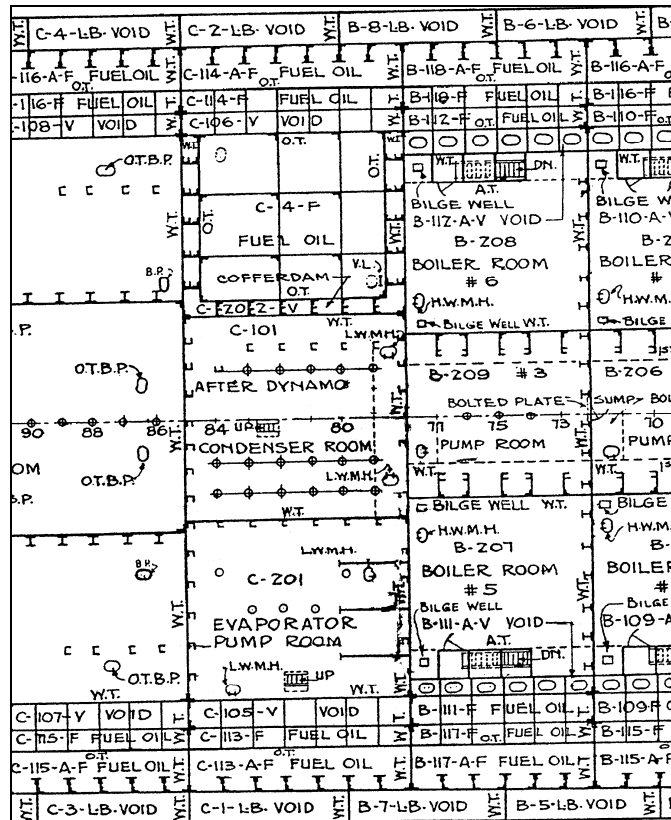 W.T. C-4-LB. VOID W.T. C-2-LB. VOID B-8-LB. VOID B-6-LB. VOID
-116-A-F FUEL OIL W.T. C-114-A-F FUEL OIL W.T. B-118-A-F FUEL OIL W.T. B-116-A-F
O.T. O.T. O.T.
-116-F FUEL OIL C-114-F FUEL OIL B-118-F FUEL OIL B-116-F
C-108-V VOID W.T. C-106-V VOID W.T. B-112-F O.T. FUEL OIL W.T. B-110-F O.T.
W.T. O.T.
O.T.B.P. O.T. W.T. DN. W.T.
A.T.
BILGE WELL BILGE W
C-4-F B-112-A-V VOID B-110-A-V
W.T. O.T. W.T. W.T.
FUEL OIL B-208 B-2
V.L. BOILER ROOM BOILER
B.P. COFFERDAM # 6 #
O.T. H.W.M.H. H.W.M.
C-202-V W.T. BILGE WELL W.T. BILGE
.P. C-101 L.W.M.H.
O.T.B.P. B-209 # 3 B-206
AFTER DYNAMO BOLTED PLATE SUMP BOL
90 88 86 84 UP 80 77 75 73 70
W.T.
OM CONDENSER ROOM PUMP ROOM PUMP
O.T.B.P. L.W.M.H. W.T. W.T.
B.P. W.T. BILGE WELL W.T. BILGE
H.W.M.H. H.W.M.
L.W.M.H. B-207 B-
B.P. C-201 BOILER ROOM BOILER
# 5 #
W.T. EVAPORATOR W.T. BILGE WELL W.T. BILGE
PUMP ROOM B-111-A-V VOID B-109-A
A.T.
O.T.B.P. L.W.M.H. UP DN.
W.T. W.T.
C-107-V VOID W.T. C-105-V VOID W.T. B-111-F FUEL OIL W.T. B-109-F
C-115-F FUEL OIL C-113-F FUEL OIL B-117-F O.T. FUEL OIL B-115-F
O.T. O.T. O.T.
C-115-A-F FUEL OIL W.T. C-113-A-F FUEL OIL W.T. B-117-A-F FUEL OIL W.T. B-115-A-F
W.T. C-3-LB. VOID W.T. C-1-LB. VOID B-7-LB. VOID B-5-LB. VOID